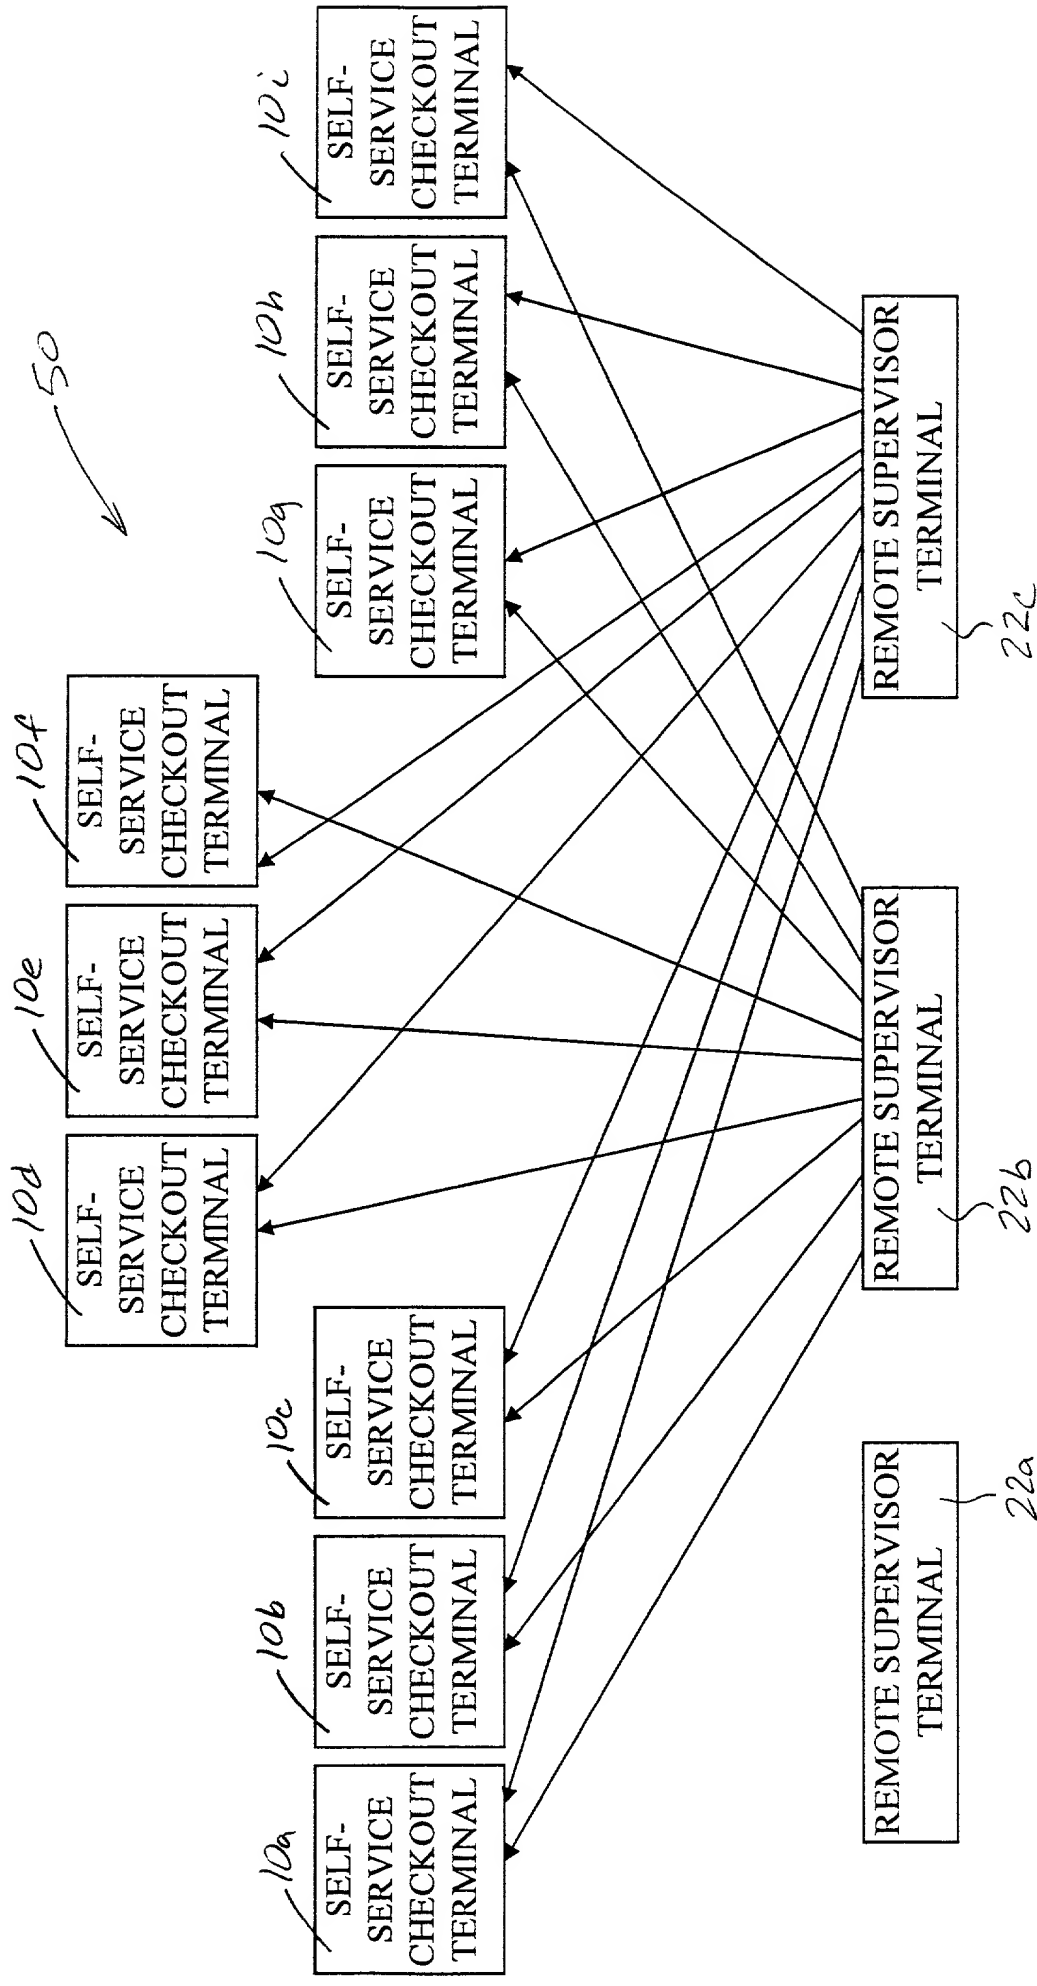 50
10d
SELF-
SERVICE
CHECKOUT
TERMINAL
10e
SELF-
SERVICE
CHECKOUT
TERMINAL
10f
SELF-
SERVICE
CHECKOUT
TERMINAL
10a
SELF-
SERVICE
CHECKOUT
TERMINAL
10b
SELF-
SERVICE
CHECKOUT
TERMINAL
10c
SELF-
SERVICE
CHECKOUT
TERMINAL
10g
SELF-
SERVICE
CHECKOUT
TERMINAL
10h
SELF-
SERVICE
CHECKOUT
TERMINAL
10i
SELF-
SERVICE
CHECKOUT
TERMINAL
REMOTE SUPERVISOR
TERMINAL
22a
REMOTE SUPERVISOR
TERMINAL
22b
REMOTE SUPERVISOR
TERMINAL
22c